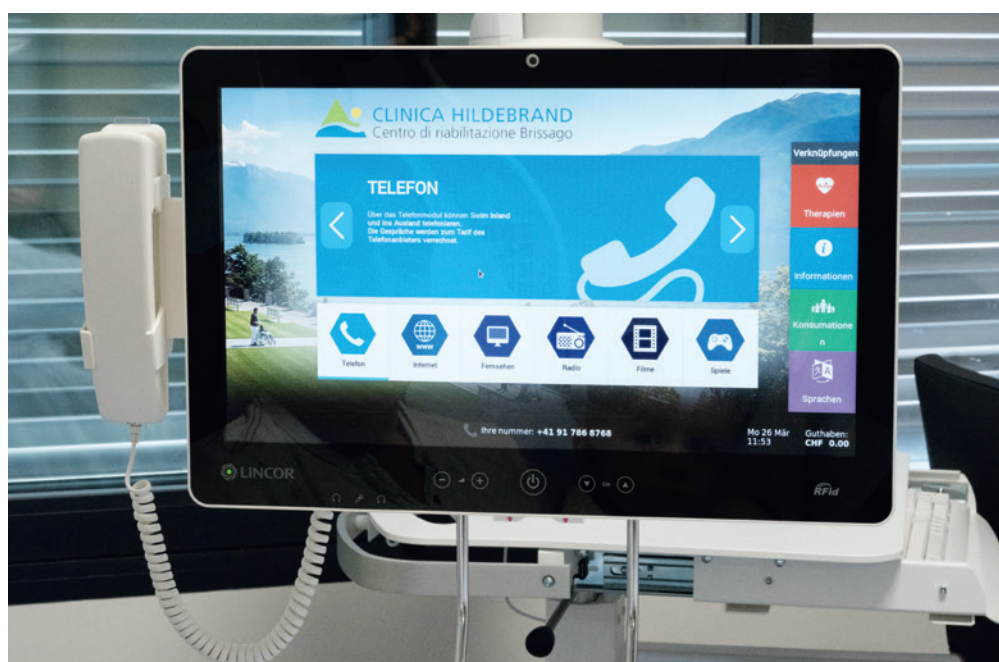 CLINICA HILDEBRAND
Centro di riabilitazione Brissago
Verknüpfungen
TELEFON
Über das Telefonmodul können Sie im Inland
und ins Ausland telefonieren.
Die Gespräche werden zum Tarif des
Telefonanbieters verrechnet.
Therapien
Informationen
Konsumatione
n
Sprachen
www
Telefon
Internet
Fernsehen
Radio
Filme
Spiele
Ihre nummer: +41 91 786 8768
Mo 26 Mär
11:53
Guthaben:
CHF 0.00
LINCOR
CH
RFid